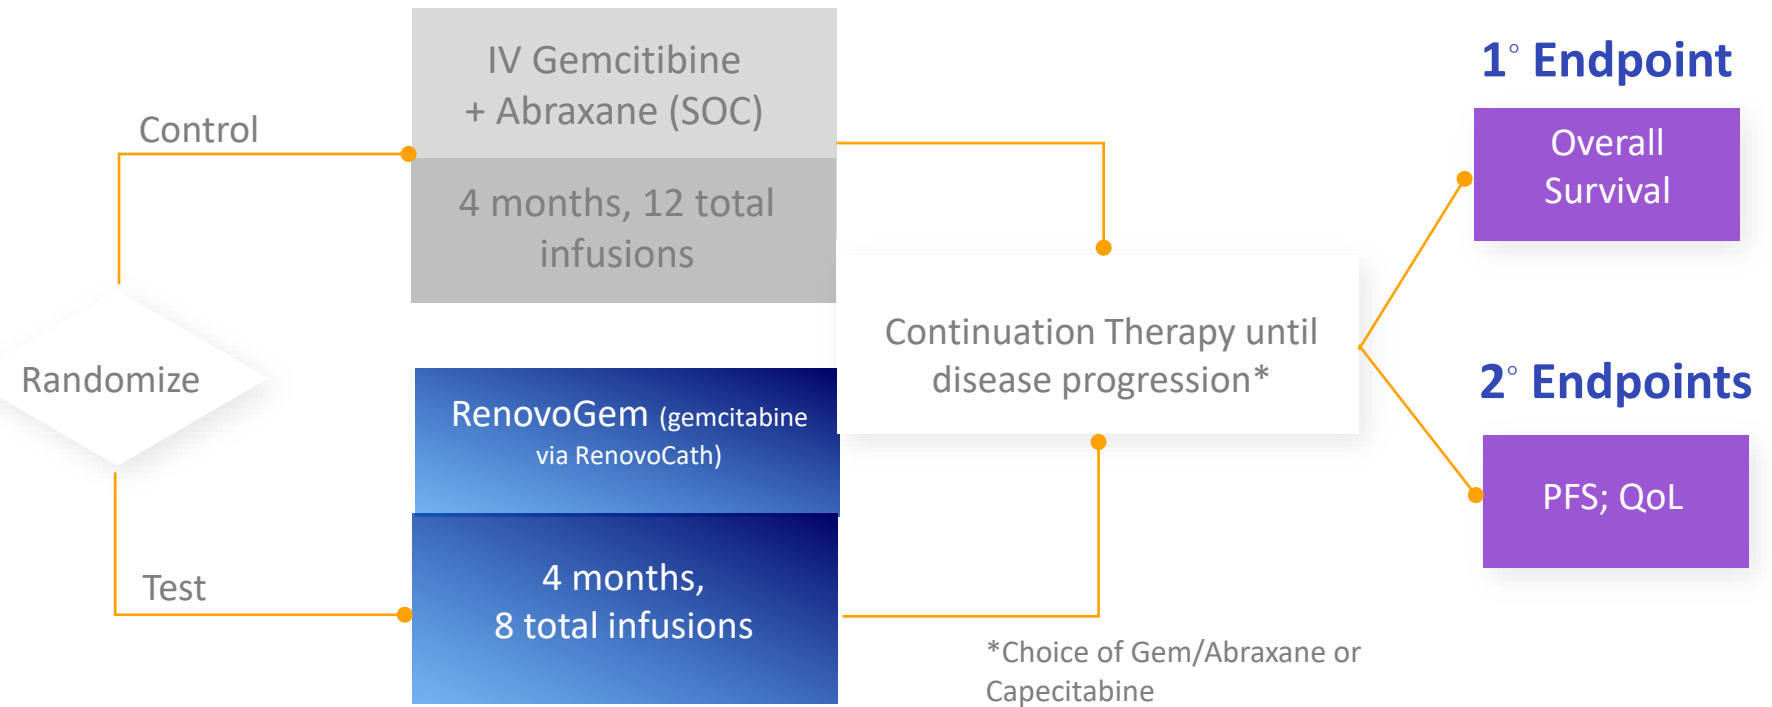 Randomize
Control
IV Gemcitibine
+ Abraxane (SOC)
4 months, 12 total
infusions
Test
RenovoGem (gemcitabine
via RenovoCath)
4 months,
8 total infusions
Continuation Therapy until
disease progression*
*Choice of Gem/Abraxane or
Capecitabine
1° Endpoint
Overall
Survival
2° Endpoints
PFS; QoL